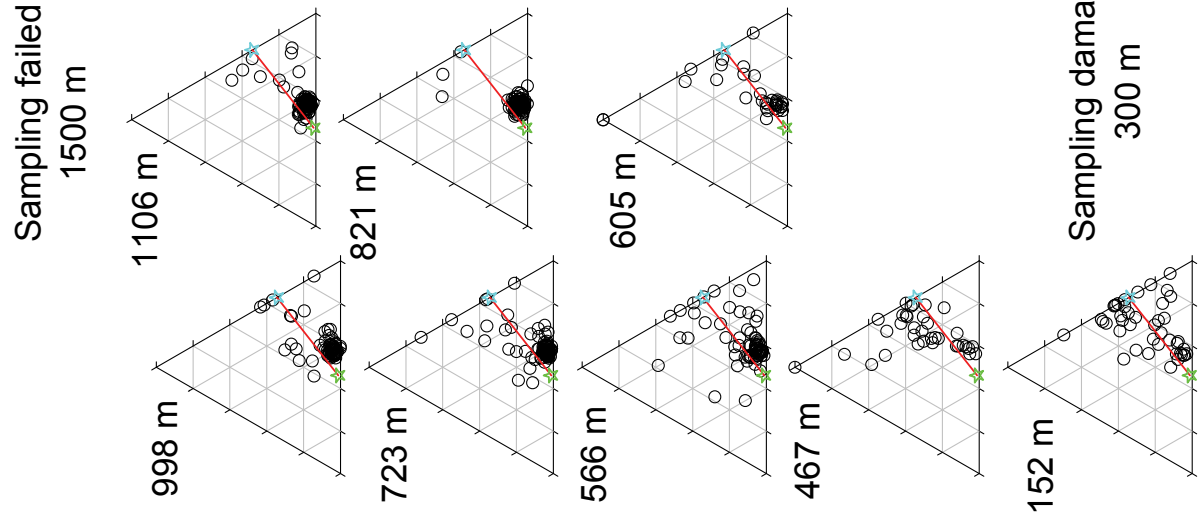 Sampling failed
1500 m
1106 m
821 m
605 m
Sampling dama
300 m
998 m
723 m
566 m
467 m
152 m